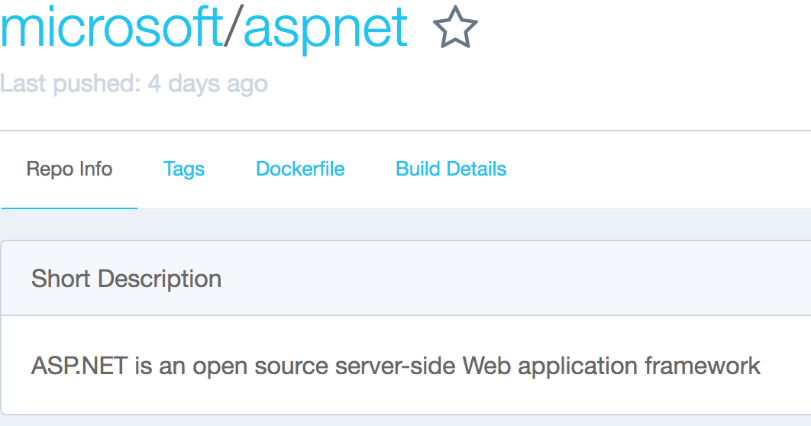 microsoft/aspnet
Last pushed: 4 days ago
Repo Info Tags Dockerfile Build Details
Short Description
ASP.NET is an open source server-side Web application framework